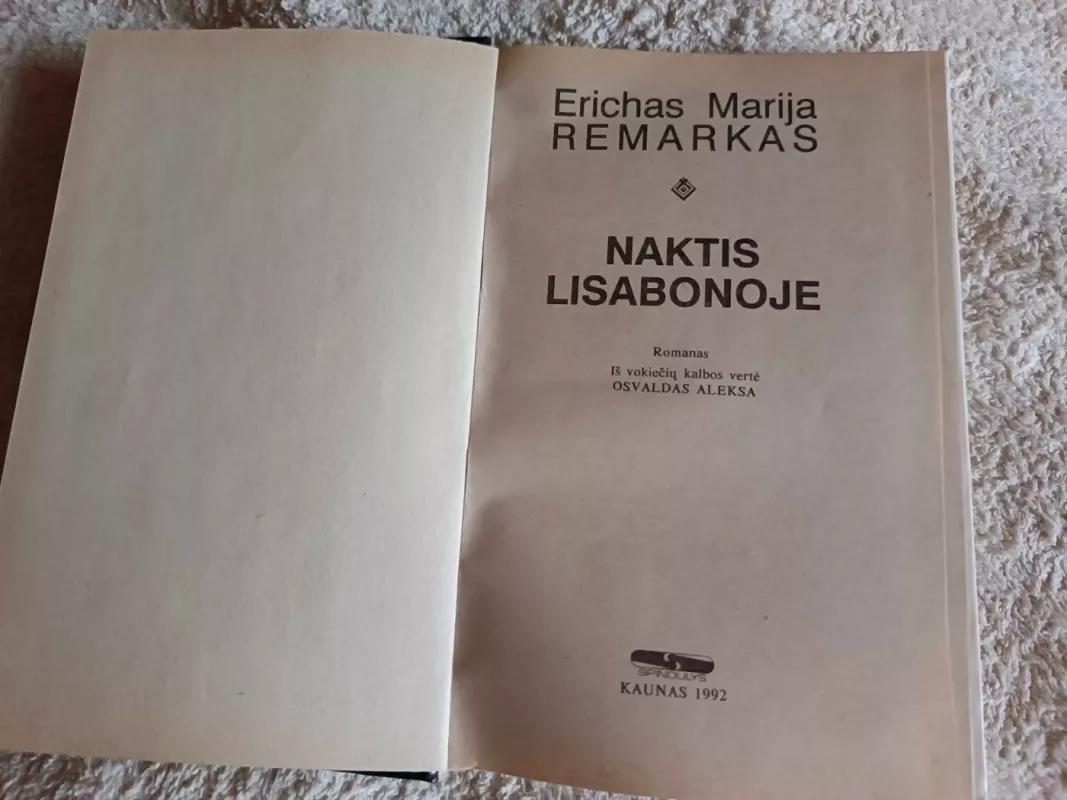 Erichas Marija
REMARKAS
NAKTIS
LISABONOJE
Romanas
Iš vokiečių kalbos vertė
OSVALDAS ALEKSA
SPINDULYS
KAUNAS 1992